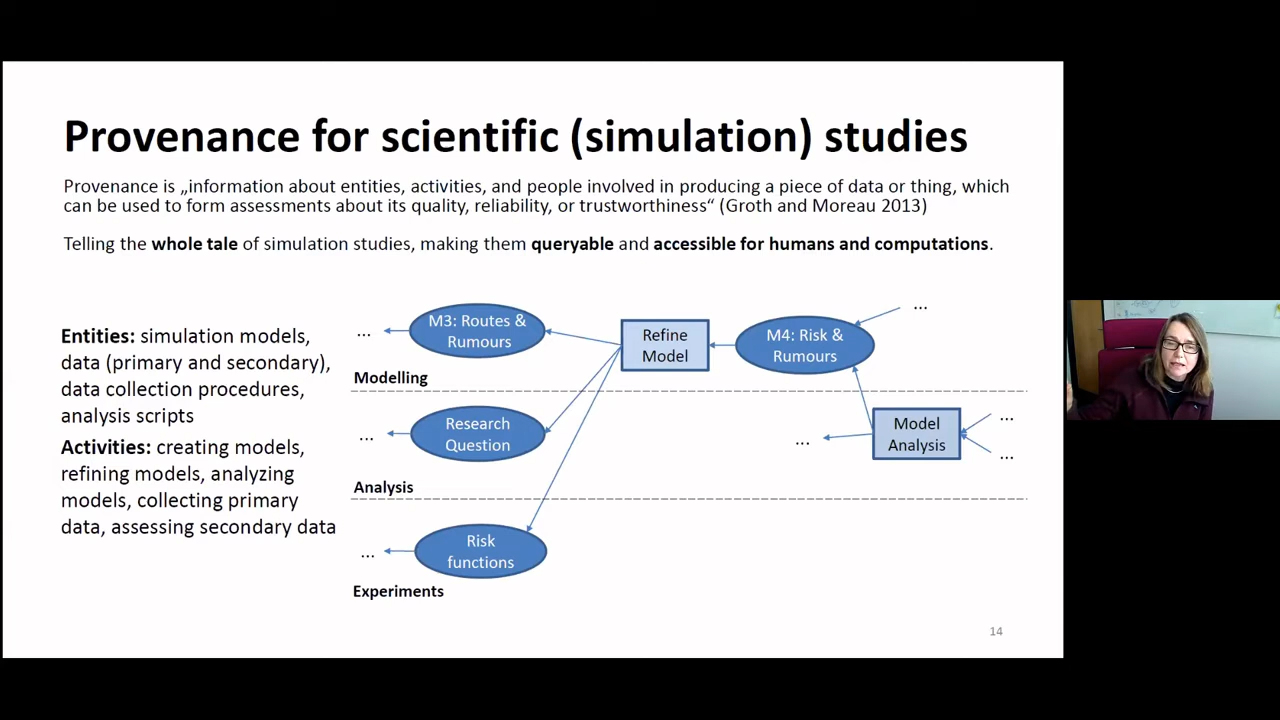 Provenance for scientific (simulation) studies
Provenance is „information about entities, activities, and people involved in producing a piece of data or thing, which
can be used to form assessments about its quality, reliability, or trustworthiness“ (Groth and Moreau 2013)
Telling the whole tale of simulation studies, making them queryable and accessible for humans and computations.
Entities: simulation models,
data (primary and secondary),
data collection procedures,
analysis scripts
Activities: creating models,
refining models, analyzing
models, collecting primary
data, assessing secondary data
...
M3: Routes &
Rumours
Refine
Model
M4: Risk &
Rumours
...
Modelling
...
Research
Question
...
Model
Analysis
...
...
Analysis
...
Risk
functions
Experiments
14